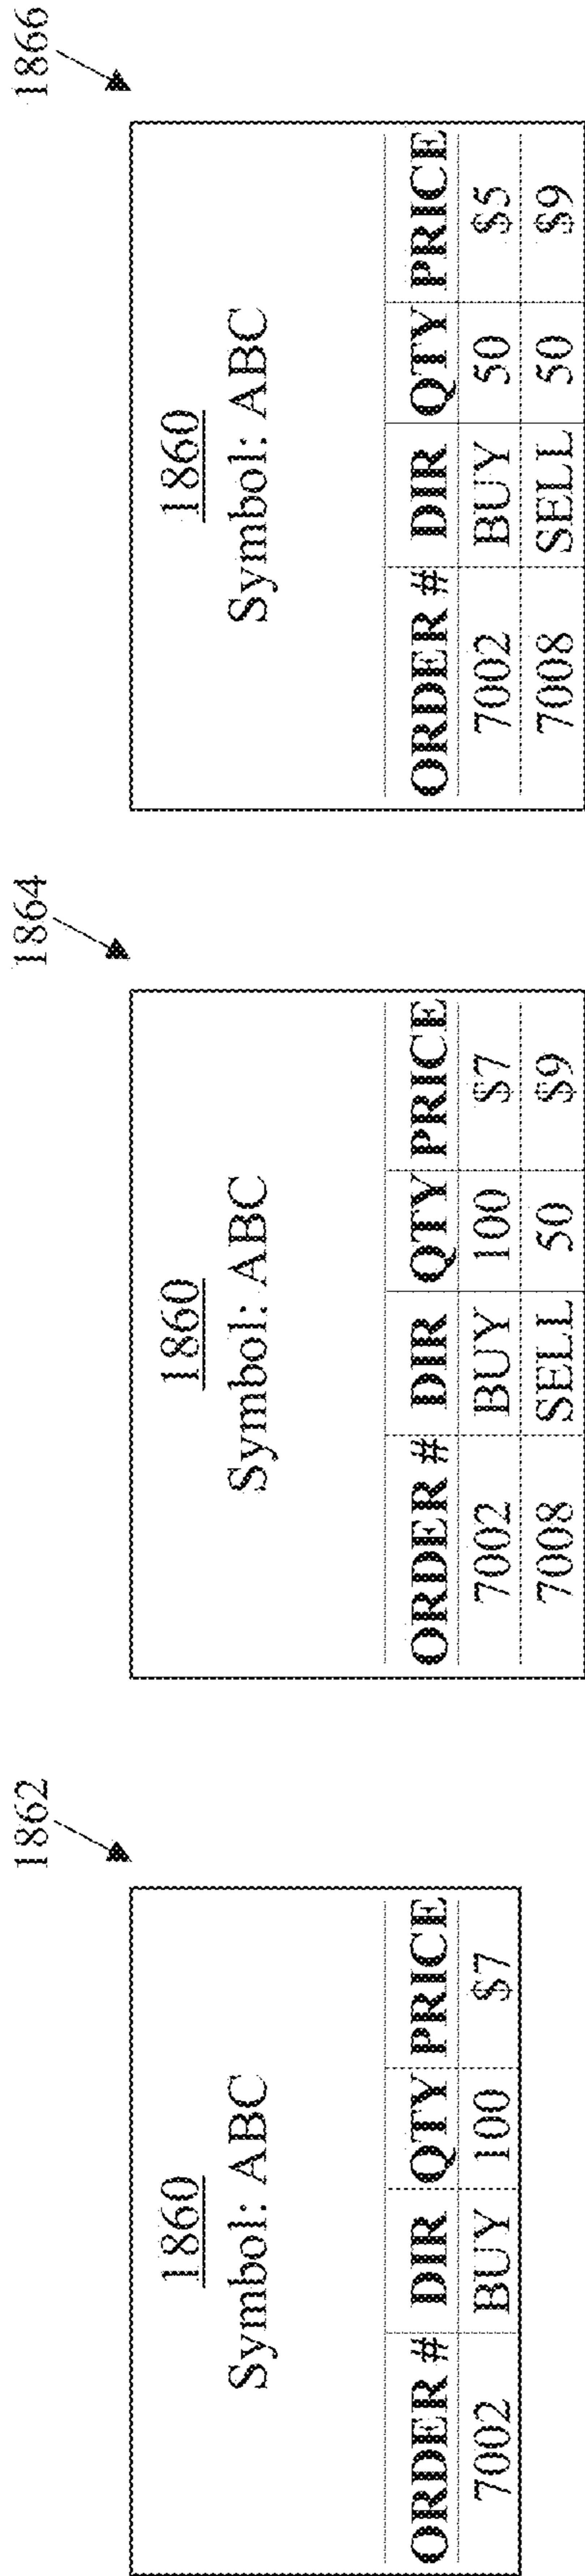 1862
1860
Symbol: ABC
ORDER # DIR QTY PRICE
7002 BUY 100 $7
1864
1860
Symbol: ABC
ORDER # DIR QTY PRICE
7002 BUY 100 $7
7008 SELL 50 $9
1866
1860
Symbol: ABC
ORDER # DIR QTY PRICE
7002 BUY 50 $5
7008 SELL 50 $9